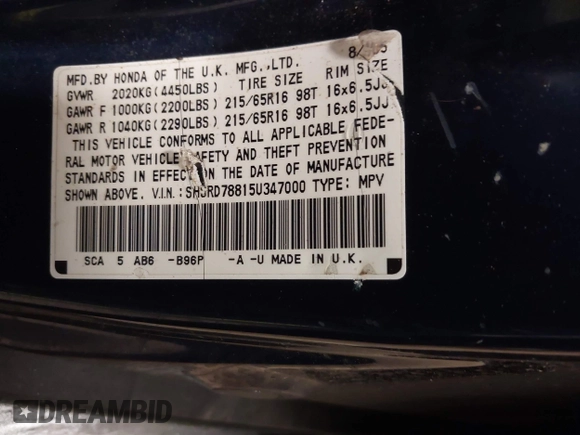 MFD.BY HONDA OF THE U.K. MFG.,LTD.
GVWR 2020KG(4450LBS) TIRE SIZE RIM SIZE
GAWR F 1000KG(2200LBS) 215/65R16 98T 16x6.5JJ
GAWR R 1040KG(2290LBS) 215/65R16 98T 16x6.5JJ
THIS VEHICLE CONFORMS TO ALL APPLICABLE FEDE-
RAL MOTOR VEHICLE SAFETY AND THEFT PREVENTION
STANDARDS IN EFFECT ON THE DATE OF MANUFACTURE
SHOWN ABOVE. V.I.N.: SHSRD78815U347000 TYPE: MPV
SCA 5 AB6 -B96P -A -U MADE IN U.K.
DREAMBID